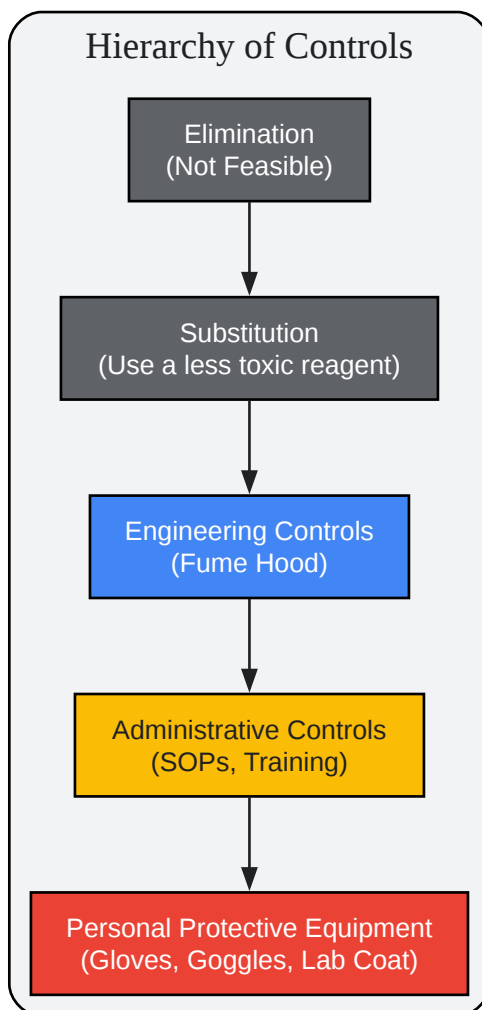 Hierarchy of Controls
Elimination
(Not Feasible)
Substitution
(Use a less toxic reagent)
Engineering Controls
(Fume Hood)
Administrative Controls
(SOPs, Training)
Personal Protective Equipment
(Gloves, Goggles, Lab Coat)